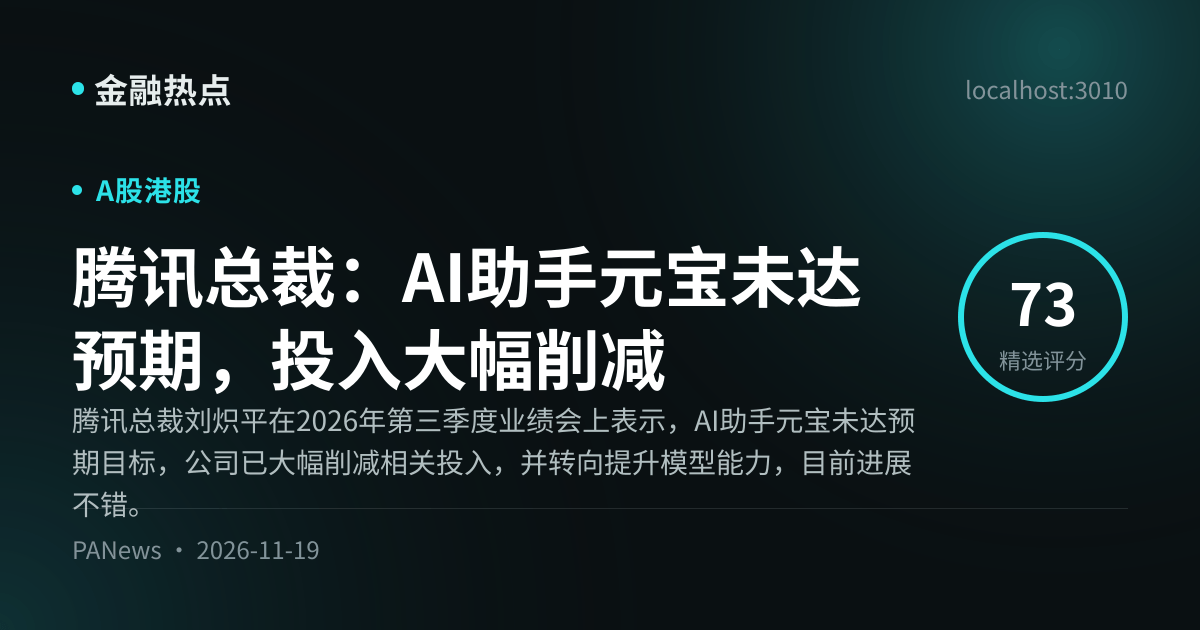 金融热点
localhost:3010
A股港股
腾讯总裁：AI助手元宝未达
预期，投入大幅削减
73
精选评分
腾讯总裁刘炽平在2026年第三季度业绩会上表示，AI助手元宝未达预
期目标，公司已大幅削减相关投入，并转向提升模型能力，目前进展
不错。
PANews · 2026-11-19